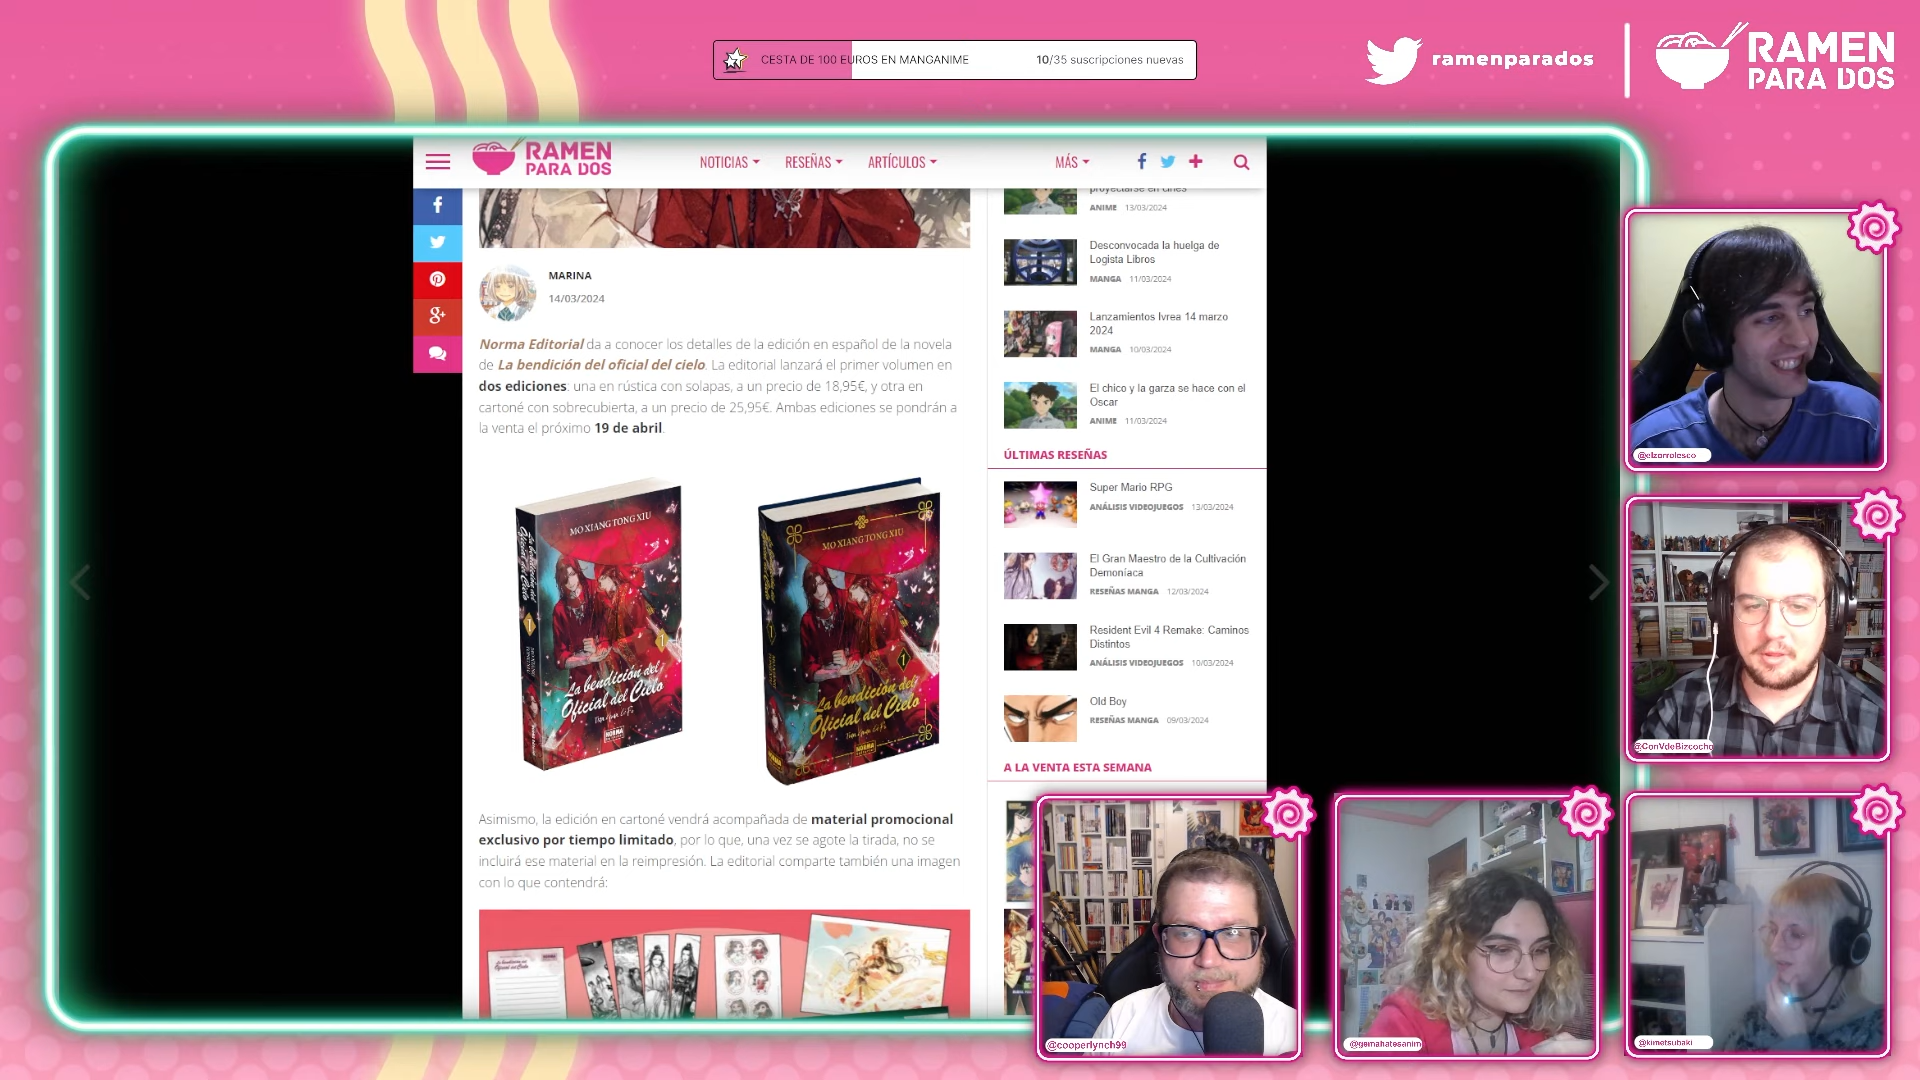 CESTA DE 100 EUROS EN MANGANIME
10/35 suscripciones nuevas
ramenparados
RAMEN
PARA DOS
RAMEN
PARA DOS
NOTICIAS
RESEÑAS
ARTÍCULOS
MÁS
MARINA
14/03/2024
Norma Editorial da a conocer los detalles de la edición en español de la novela
de La bendición del oficial del cielo. La editorial lanzará el primer volumen en
dos ediciones: una en rústica con solapas, a un precio de 18,95€, y otra en
cartoné con sobrecubierta, a un precio de 25,95€. Ambas ediciones se pondrán a
la venta el próximo 19 de abril.
MO XIANG TONG XIU
1
1
La bendición del
Oficial del Cielo
NORMA
MO XIANG TONG XIU
1
1
La bendición del
Oficial del Cielo
NORMA
Asimismo, la edición en cartoné vendrá acompañada de material promocional
exclusivo por tiempo limitado, por lo que, una vez se agote la tirada, no se
incluirá ese material en la reimpresión. La editorial comparte también una imagen
con lo que contendrá:
proyectarse en cines
ANIME 13/03/2024
Desconvocada la huelga de
Logista Libros
MANGA 11/03/2024
Lanzamientos Ivrea 14 marzo
2024
MANGA 10/03/2024
El chico y la garza se hace con el
Oscar
ANIME 11/03/2024
ÚLTIMAS RESEÑAS
Super Mario RPG
ANÁLISIS VIDEOJUEGOS 13/03/2024
El Gran Maestro de la Cultivación
Demoníaca
RESEÑAS MANGA 12/03/2024
Resident Evil 4 Remake: Caminos
Distintos
ANÁLISIS VIDEOJUEGOS 10/03/2024
Old Boy
RESEÑAS MANGA 09/03/2024
A LA VENTA ESTA SEMANA
@elzorrolesco
@ConVdeBizcocho
@cooperlynch99
@gemahatesanim
@kimetsubaki